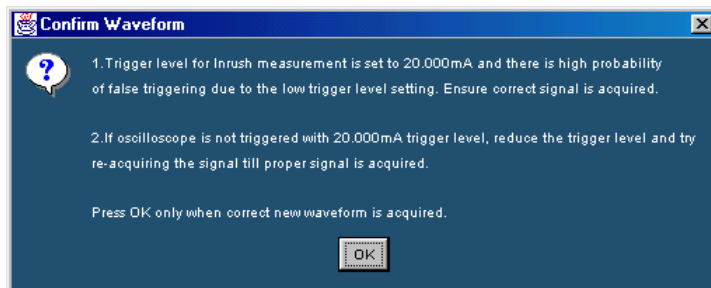 Confirm Waveform
1.Trigger level for Inrush measurement is set to 20.000mA and there is high probability
of false triggering due to the low trigger level setting. Ensure correct signal is acquired.
2.If oscilloscope is not triggered with 20.000mA trigger level, reduce the trigger level and try
re-acquiring the signal till proper signal is acquired.
Press OK only when correct new waveform is acquired.
OK